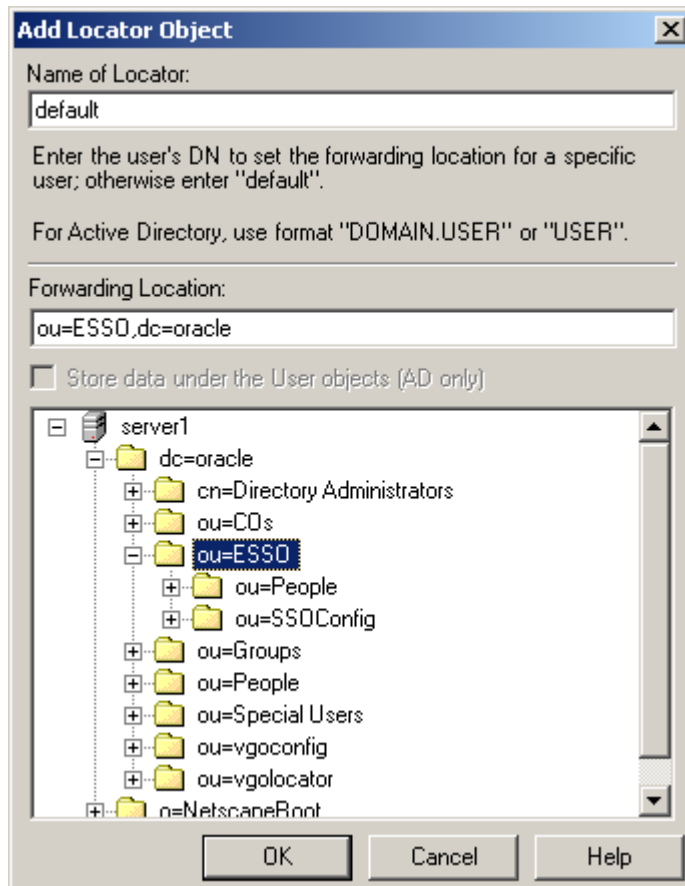 Add Locator Object
Name of Locator:
default
Enter the user's DN to set the forwarding location for a specific
user; otherwise enter "default".
For Active Directory, use format "DOMAIN.USER" or "USER".
Forwarding Location:
ou=ESSO,dc=oracle
Store data under the User objects (AD only)
server1
dc=oracle
cn=Directory Administrators
ou=COs
ou=ESSO
ou=People
ou=SSOConfig
ou=Groups
ou=People
ou=Special Users
ou=vgoconfig
ou=vgolocator
o=NetscapeRoot
OK
Cancel
Help